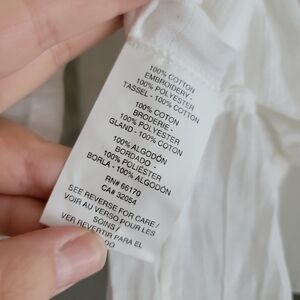 100% COTTON
EMBROIDERY -
100% POLYESTER
TASSEL - 100% COTTON
100% COTON
BRODERIE -
100% POLYESTER
GLAND - 100% COTON
100% ALGODÓN
BORDADO -
100% POLIÉSTER
BORLA - 100% ALGODÓN
RN# 66170
CA# 52054
SEE REVERSE FOR CARE /
VOIR AU VERSO POUR LES
SOINS /
VER REVERTIR PARA EL